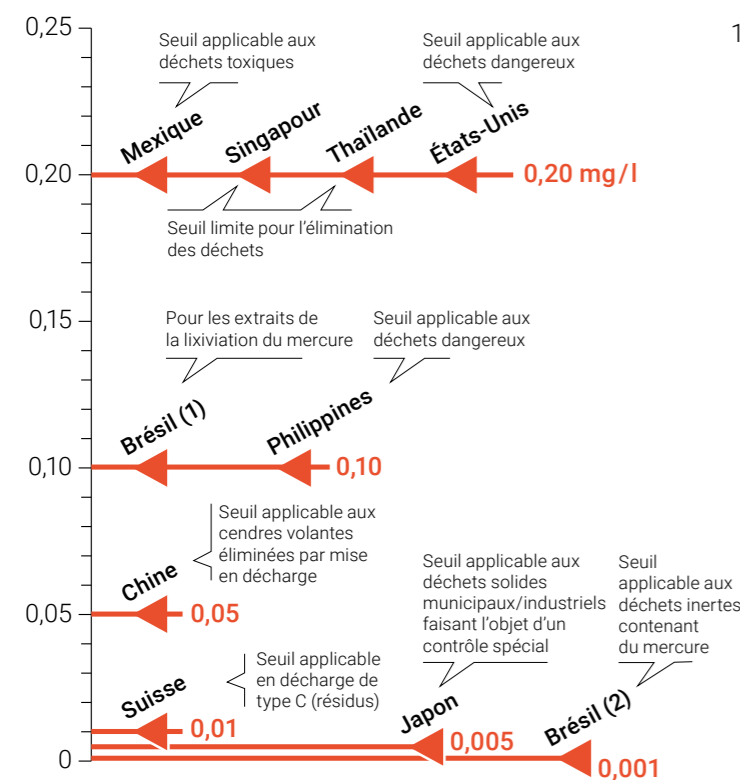 0,25
1
Seuil applicable aux
déchets toxiques
Seuil applicable aux
déchets dangereux
Mexique
Singapour
Thaïlande
États-Unis
0,20
0,20 mg/l
Seuil limite pour l'élimination
des déchets
0,15
Pour les extraits de
la lixiviation du mercure
Seuil applicable aux
déchets dangereux
Brésil (1)
Philippines
0,10
0,10
Seuil applicable aux
cendres volantes
éliminées par mise
en décharge
Chine
0,05
0,05
Seuil applicable aux
déchets solides
municipaux/industriels
faisant l'objet d'un
contrôle spécial
Seuil
applicable aux
déchets inertes
contenant
du mercure
Seuil applicable
en décharge de
type C (résidus)
Suisse
0,01
Japon
0,005
Brésil (2)
0,001
0